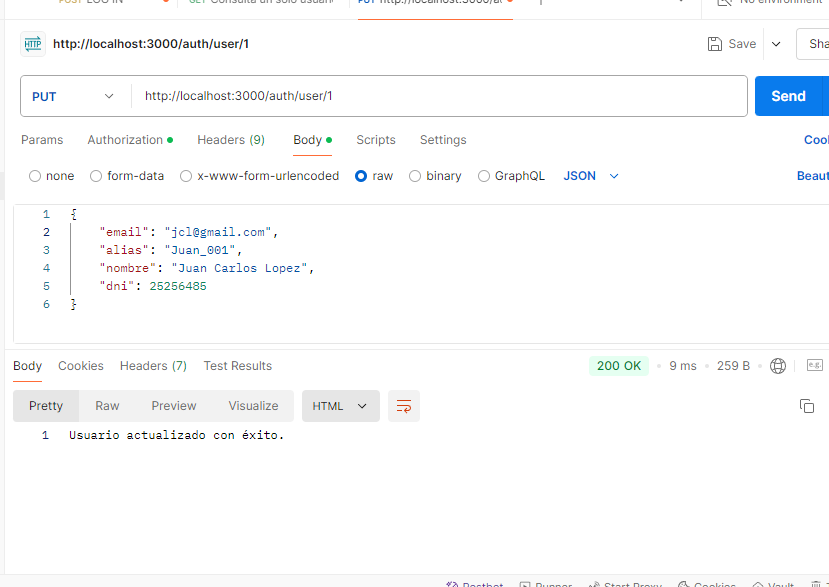 POST LOG IN GET Consulta un solo usuari PUT http://localhost:3000/a No environment
HTTP http://localhost:3000/auth/user/1 Save Sha
PUT http://localhost:3000/auth/user/1 Send
Params Authorization Headers (9) Body Scripts Settings Cool
none form-data x-www-form-urlencoded raw binary GraphQL JSON Beaut
1 {
2 "email": "jcl@gmail.com",
3 "alias": "Juan_001",
4 "nombre": "Juan Carlos Lopez",
5 "dni": 25256485
6 }
Body Cookies Headers (7) Test Results 200 OK 9 ms 259 B e.g.
Pretty Raw Preview Visualize HTML
1 Usuario actualizado con éxito.
Postbot Runner Start Proxy Cookies Vault